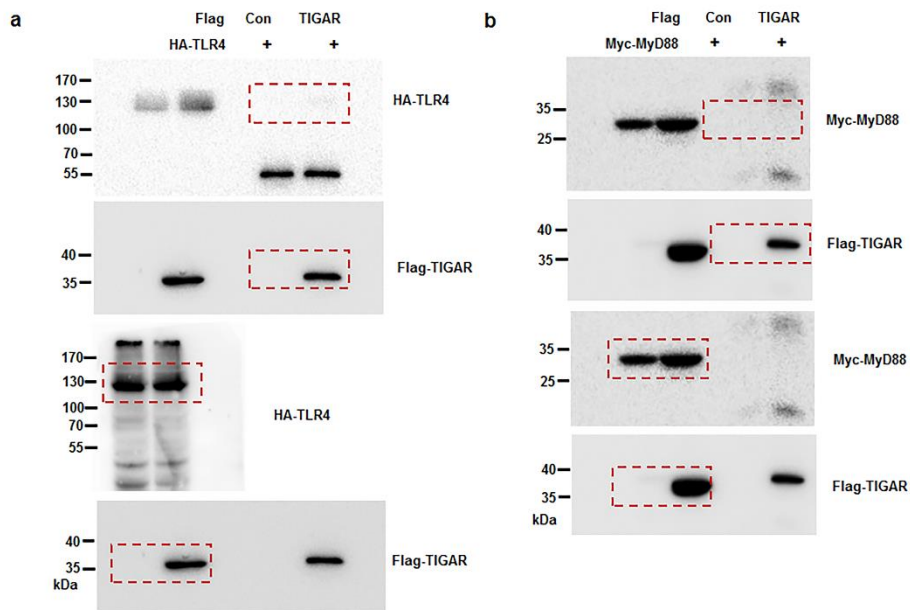 a
Flag Con TIGAR
HA-TLR4 + +
170
130
100
70
55
HA-TLR4
40
35
Flag-TIGAR
170
130
100
70
55
HA-TLR4
40
35
kDa
Flag-TIGAR
b
Flag Con TIGAR
Myc-MyD88 + +
35
25
Myc-MyD88
40
35
Flag-TIGAR
35
25
Myc-MyD88
40
35
kDa
Flag-TIGAR